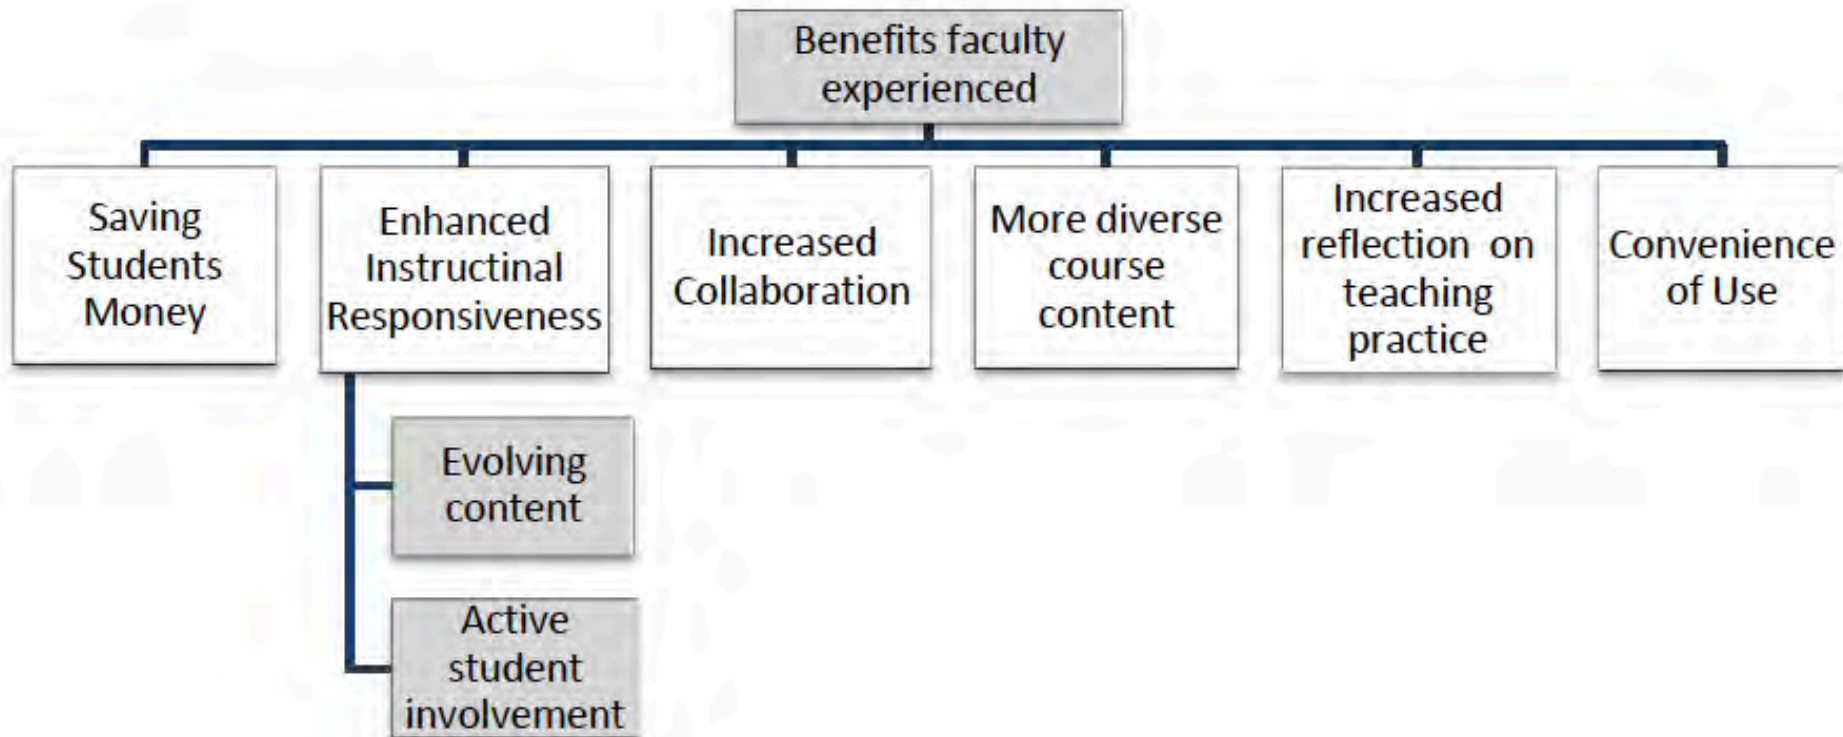 Benefits faculty
experienced
Saving
Students
Money
Enhanced
Instructinal
Responsiveness
Increased
Collaboration
More diverse
course
content
Increased
reflection on
teaching
practice
Convenience
of Use
Evolving
content
Active
student
involvement